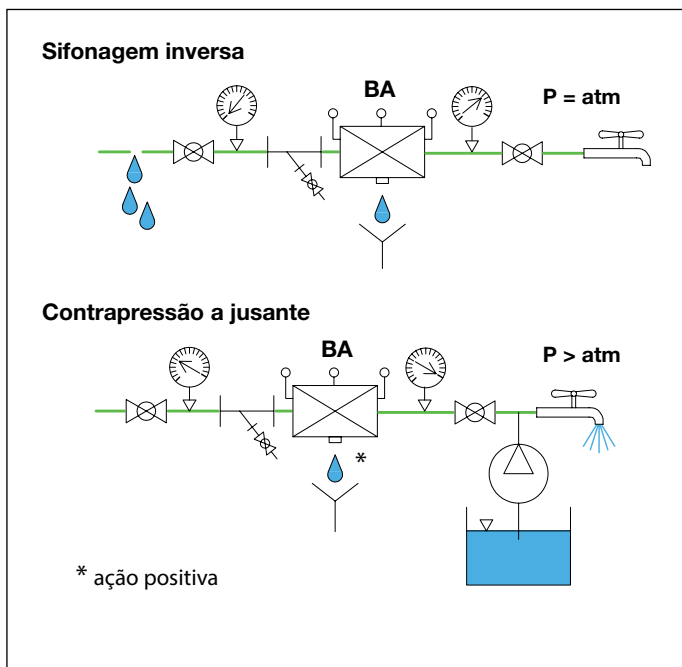 Sifonagem inversa
BA
P = atm
Contrapressão a jusante
BA
P > atm
*
* ação positiva